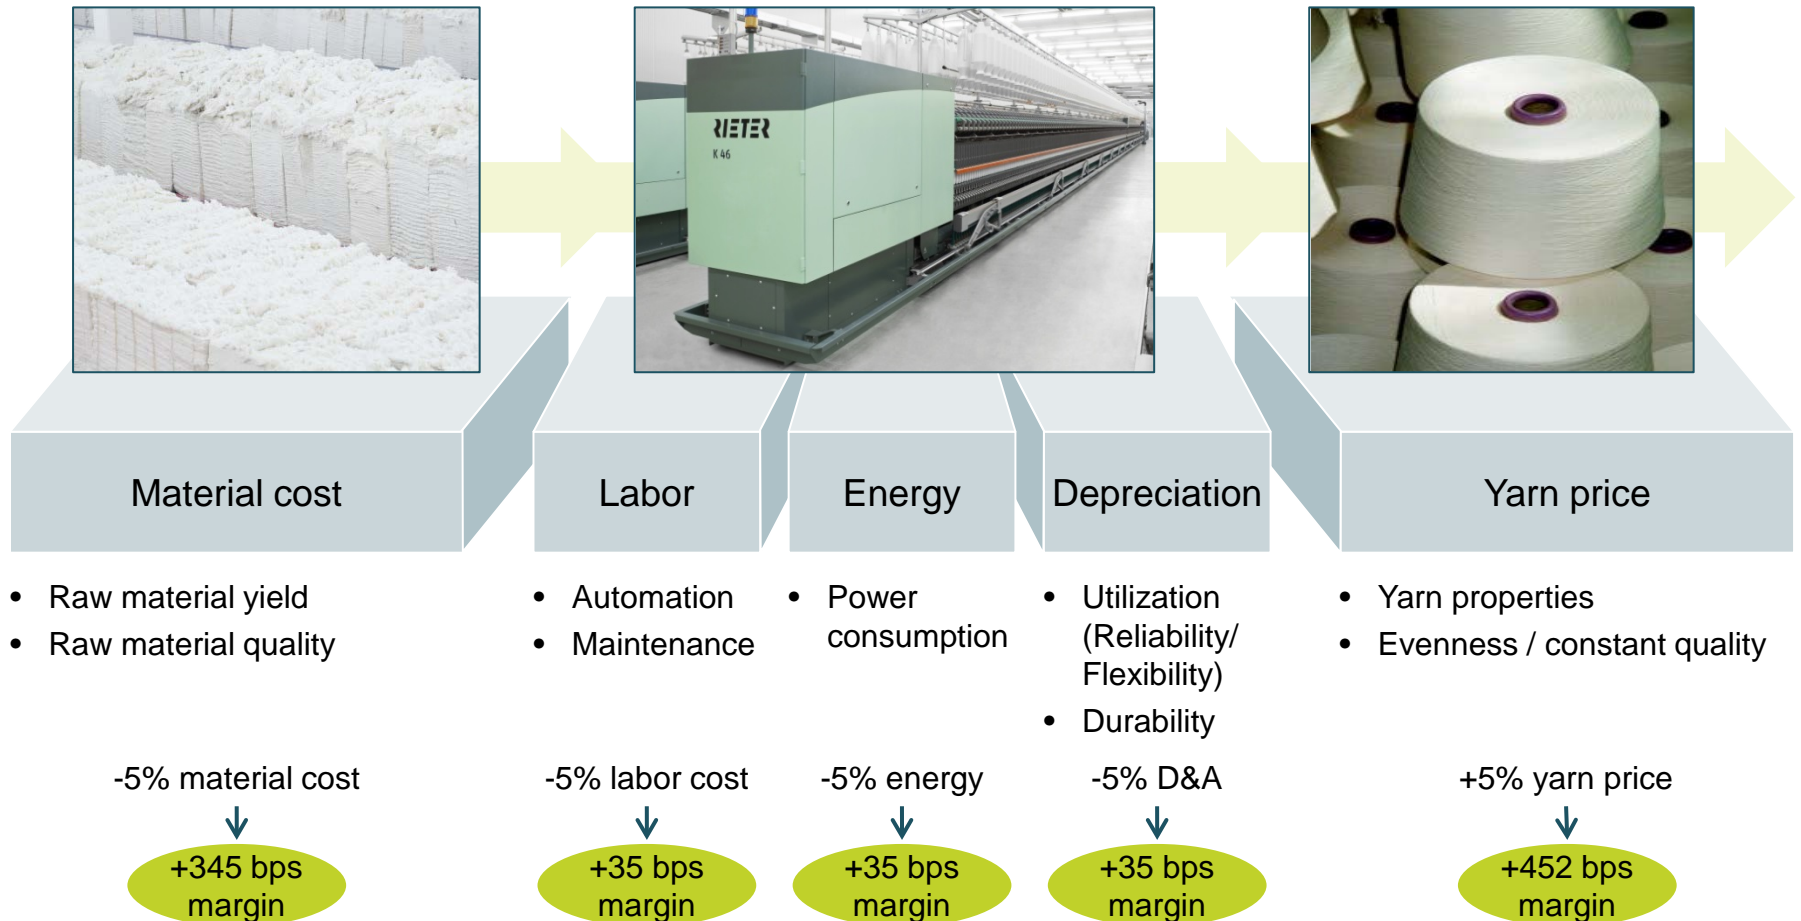 RIETER
K 46
Material cost
Labor
Energy
Depreciation
Yarn price
• Raw material yield
• Raw material quality
• Automation
• Maintenance
• Power
consumption
• Utilization
(Reliability/
Flexibility)
• Durability
• Yarn properties
• Evenness / constant quality
-5% material cost
+345 bps
margin
-5% labor cost
+35 bps
margin
-5% energy
+35 bps
margin
-5% D&A
+35 bps
margin
+5% yarn price
+452 bps
margin